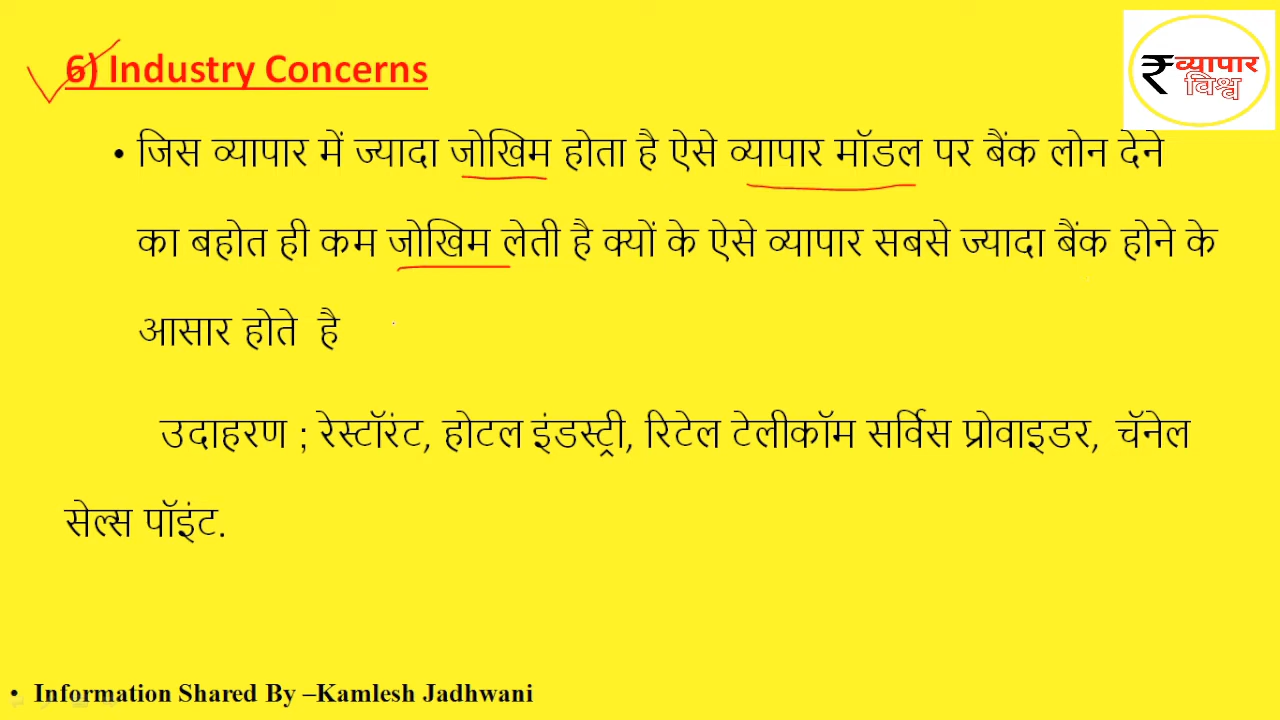 6) Industry Concerns
₹व्यापार
विश्व
• जिस व्यापार में ज्यादा जोखिम होता है ऐसे व्यापार मॉडल पर बैंक लोन देने
का बहोत ही कम जोखिम लेती है क्यों के ऐसे व्यापार सबसे ज्यादा बैंक होने के
आसार होते है
उदाहरण ; रेस्टॉरंट, होटल इंडस्ट्री, रिटेल टेलीकॉम सर्विस प्रोवाइडर, चॅनेल
सेल्स पॉइंट.
• Information Shared By –Kamlesh Jadhwani